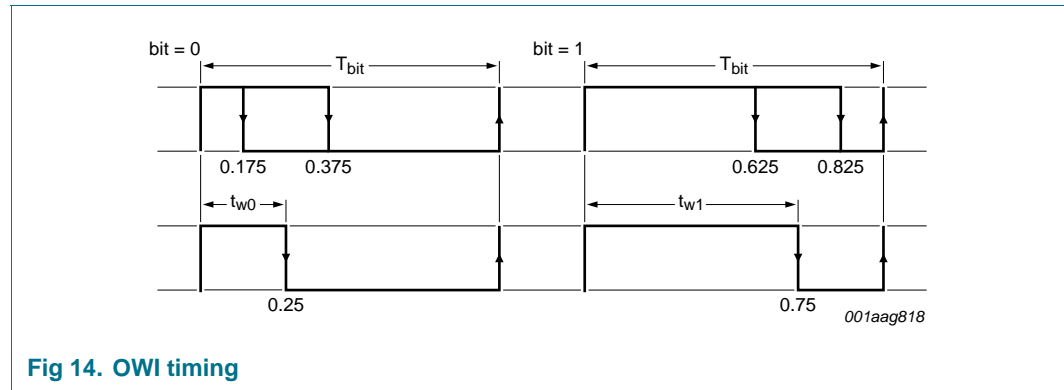 bit = 0 bit = 1
Tbit Tbit
0.175 0.375 0.625 0.825
tw0 tw1
0.25 0.75
001aag818
Fig 14. OWI timing